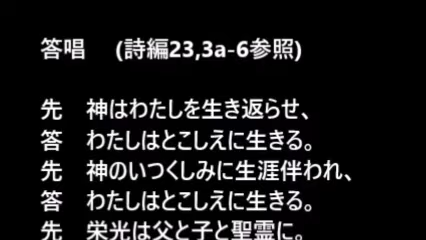 答唱　(詩編23,3a-6参照)
先　神はわたしを生き返らせ、
答　わたしはとこしえに生きる。
先　神のいつくしみに生涯伴われ、
答　わたしはとこしえに生きる。
先　栄光は父と子と聖霊に。